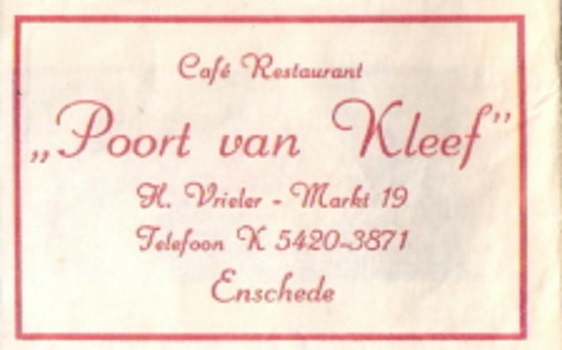 Café Restaurant
„Poort van Kleef”
H. Vrieler - Markt 19
Telefoon K 5420-3871
Enschede